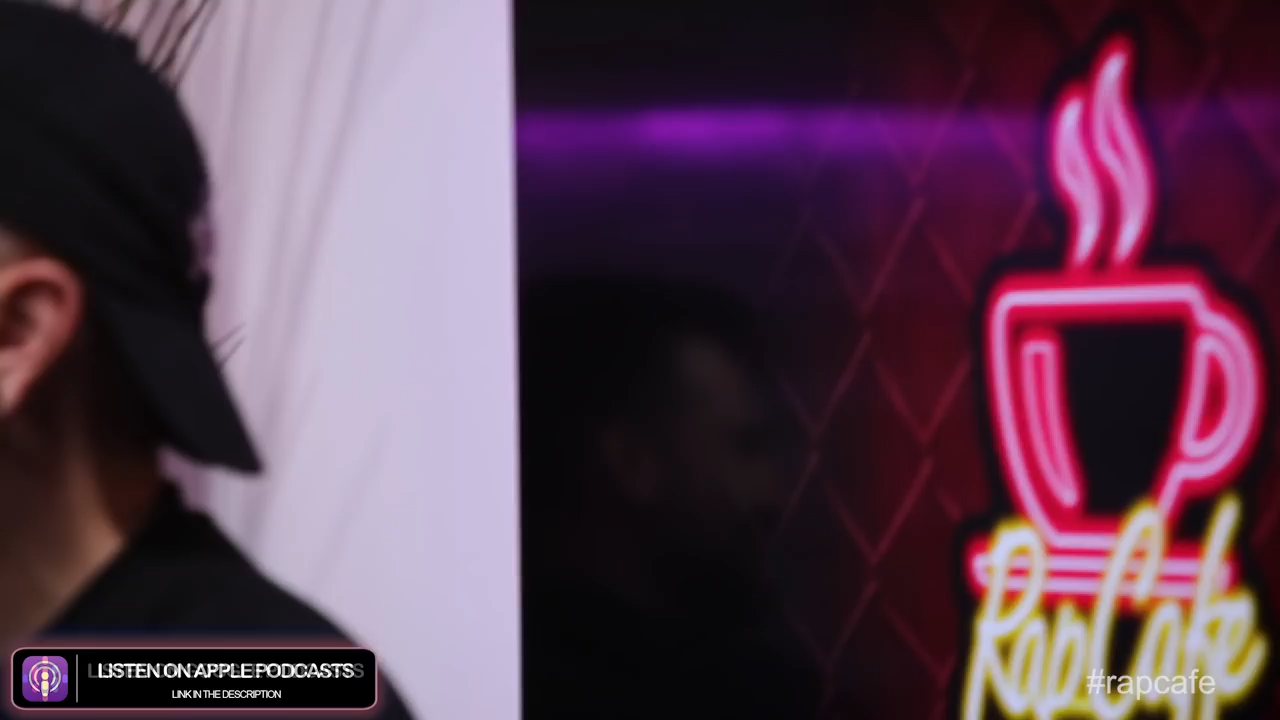 RapCafe
LISTEN ON APPLE PODCASTS
LINK IN THE DESCRIPTION
#rapcafe